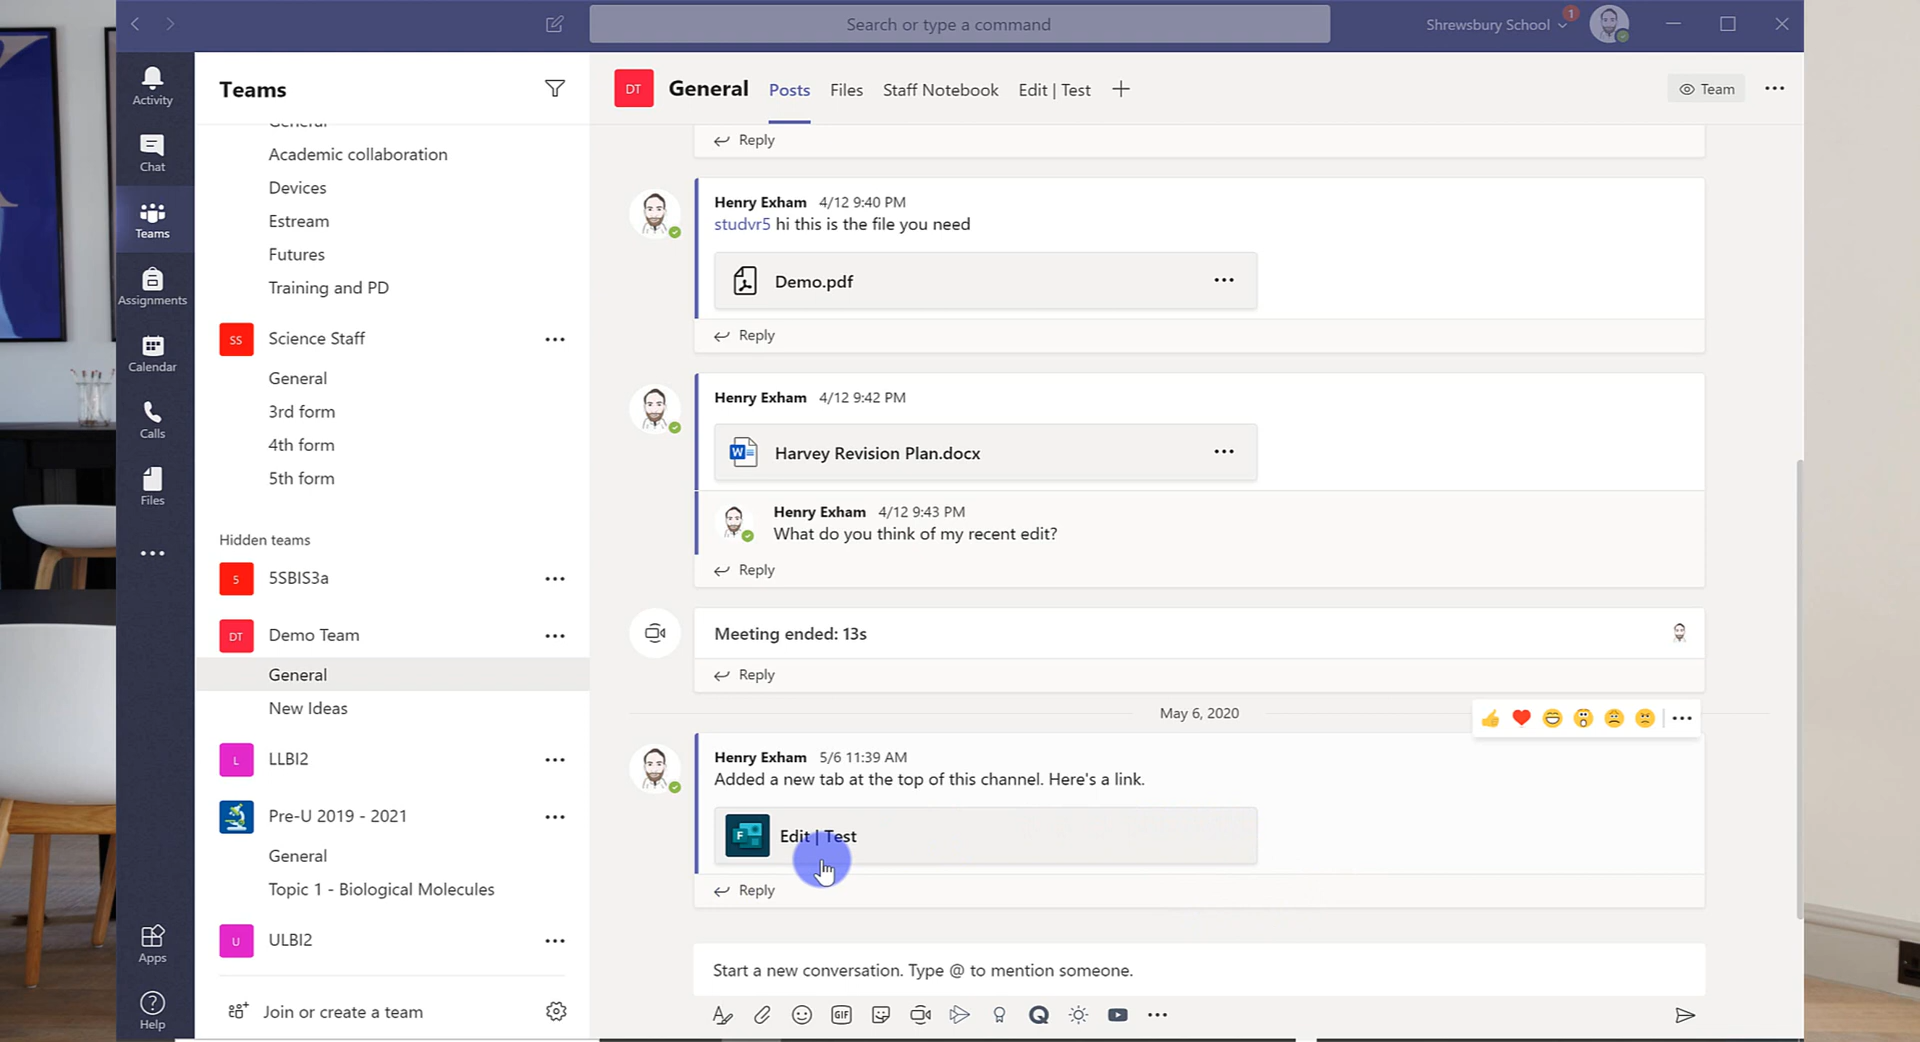 Search or type a command
Shrewsbury School
1
Activity
Chat
Teams
Assignments
Calendar
Calls
Files
Apps
Help
Teams
General
Academic collaboration
Devices
Estream
Futures
Training and PD
SS Science Staff
General
3rd form
4th form
5th form
Hidden teams
5 5SBIS3a
DT Demo Team
General
New Ideas
L LLBI2
Pre-U 2019 - 2021
General
Topic 1 - Biological Molecules
U ULBI2
Join or create a team
DT General Posts Files Staff Notebook Edit | Test
Team
Reply
Henry Exham 4/12 9:40 PM
studvr5 hi this is the file you need
Demo.pdf
Reply
Henry Exham 4/12 9:42 PM
W Harvey Revision Plan.docx
Henry Exham 4/12 9:43 PM
What do you think of my recent edit?
Reply
Meeting ended: 13s
Reply
May 6, 2020
Henry Exham 5/6 11:39 AM
Added a new tab at the top of this channel. Here's a link.
F Edit | Test
Reply
Start a new conversation. Type @ to mention someone.
GIF